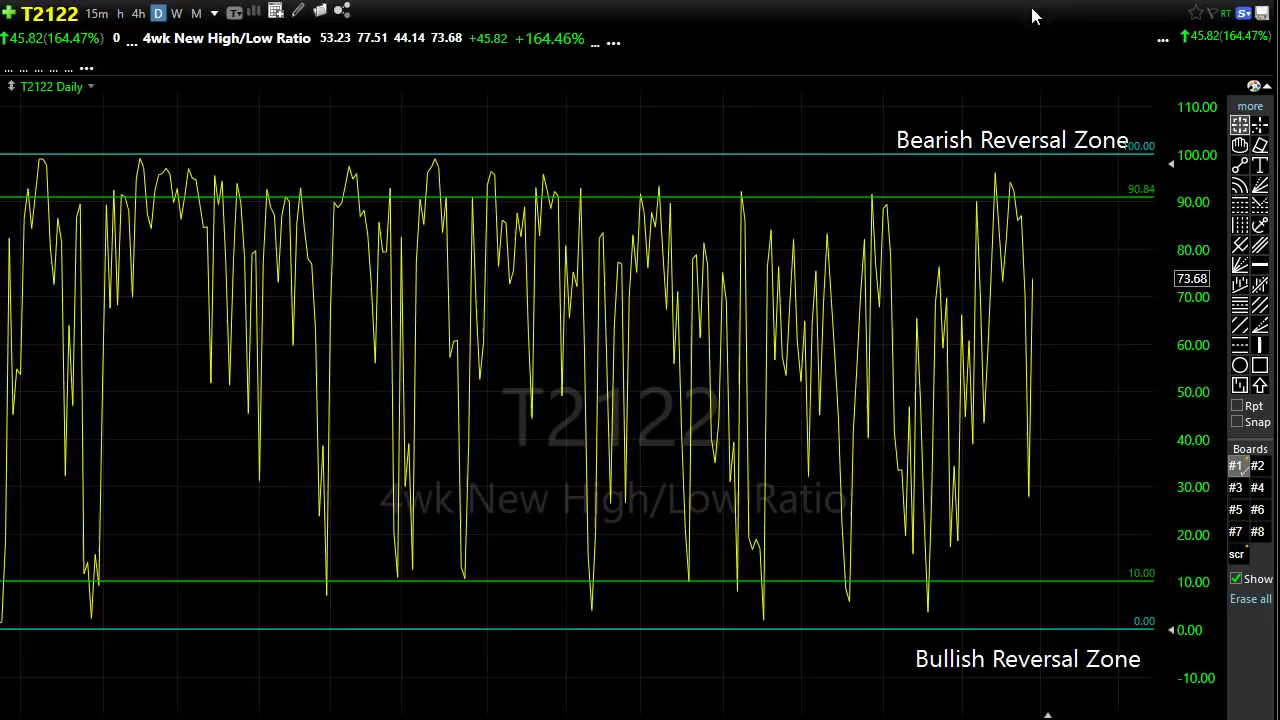 T2122 15m h 4h D W M T RT S
45.82(164.47%) 0 ... 4wk New High/Low Ratio 53.23 77.51 44.14 73.68 +45.82 +164.46% ... ... ... 45.82(164.47%)
... ... ... ... ... ...
T2122 Daily
more
110.00
Bearish Reversal Zone
100.00
90.84
90.00
80.00
73.68
70.00
60.00
50.00
40.00
30.00
20.00
10.00
10.00
0.00
0.00
-10.00
Bullish Reversal Zone
T2122
4wk New High/Low Ratio
T
Rpt
Snap
Boards
#1 #2
#3 #4
#5 #6
#7 #8
scr
Show
Erase all